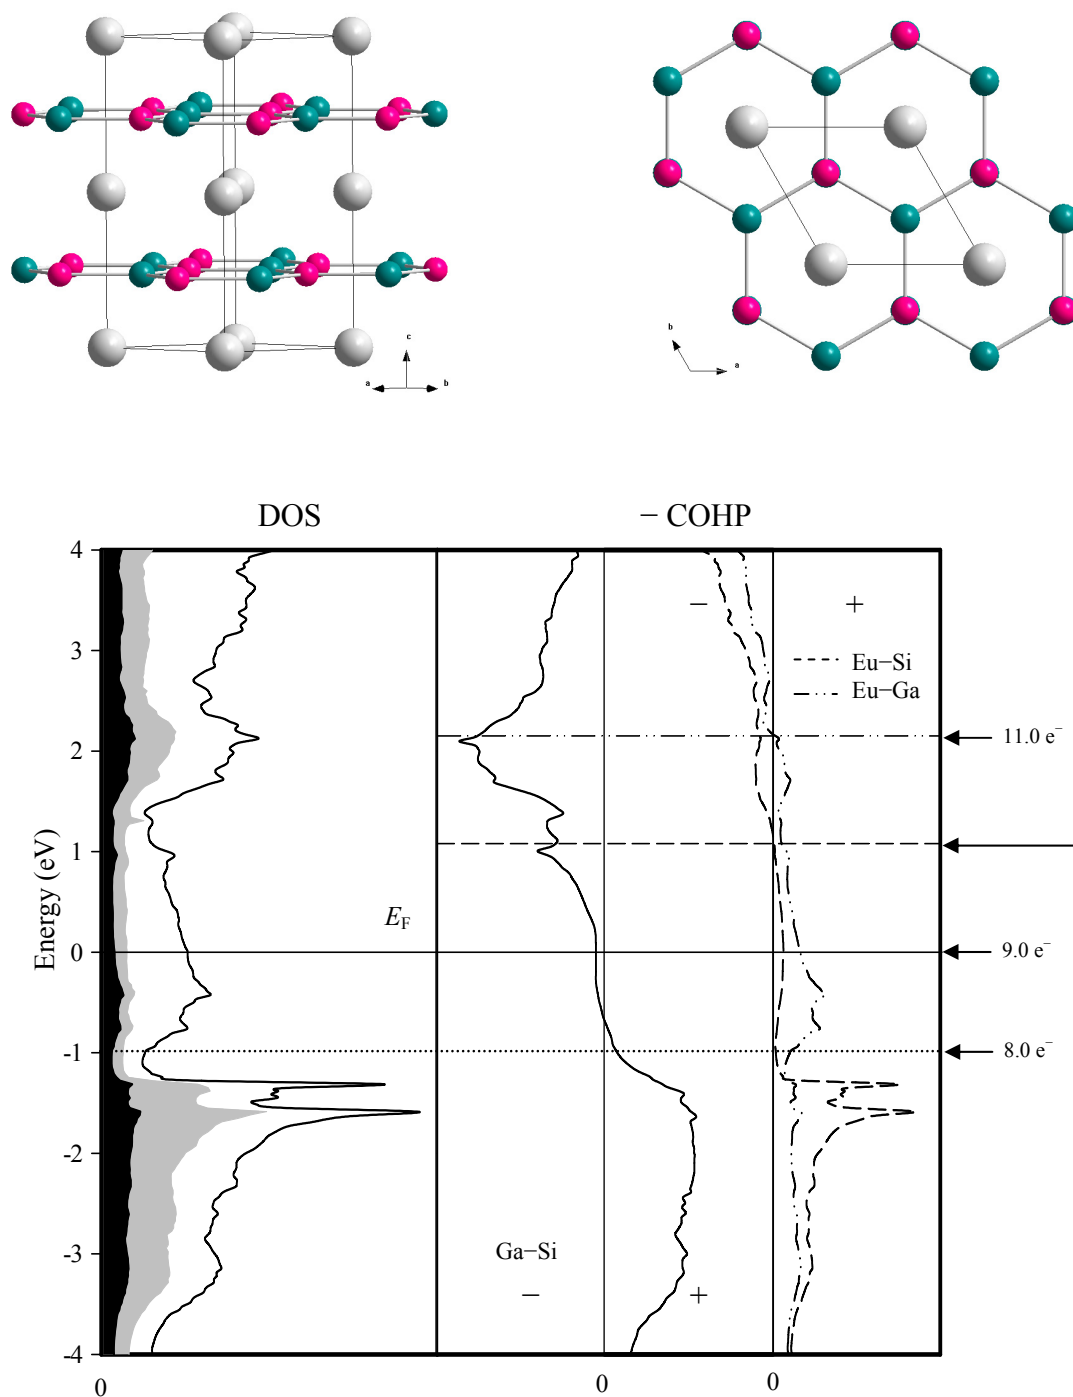 c
a b
b
a
DOS
− COHP
4
3
2
1
0
-1
-2
-3
-4
Energy (eV)
E_F
− +
Eu−Si
Eu−Ga
11.0 e⁻
9.0 e⁻
8.0 e⁻
Ga−Si
− +
0 0 0